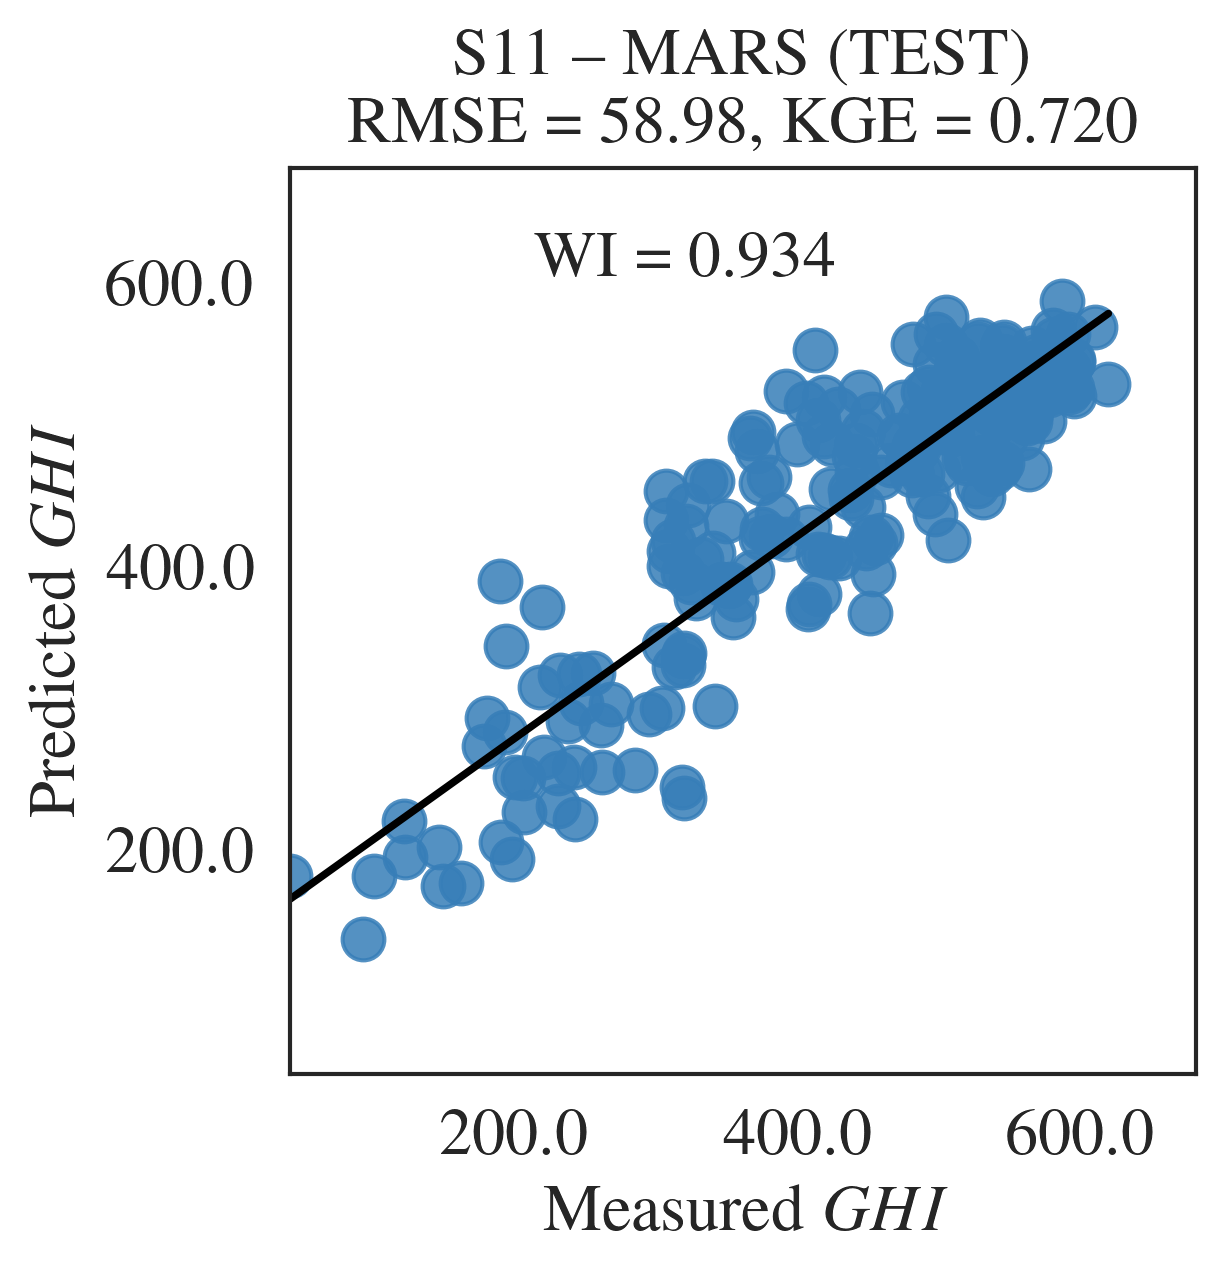 S11 – MARS (TEST)
RMSE = 58.98, KGE = 0.720
WI = 0.934
600.0
400.0
200.0
Predicted GHI
200.0 400.0 600.0
Measured GHI